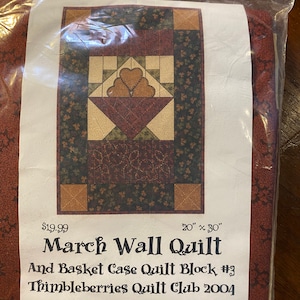 $19.99 20" x 30"
March Wall Quilt
And Basket Case Quilt Block #3
Thimbleberries Quilt Club 2004